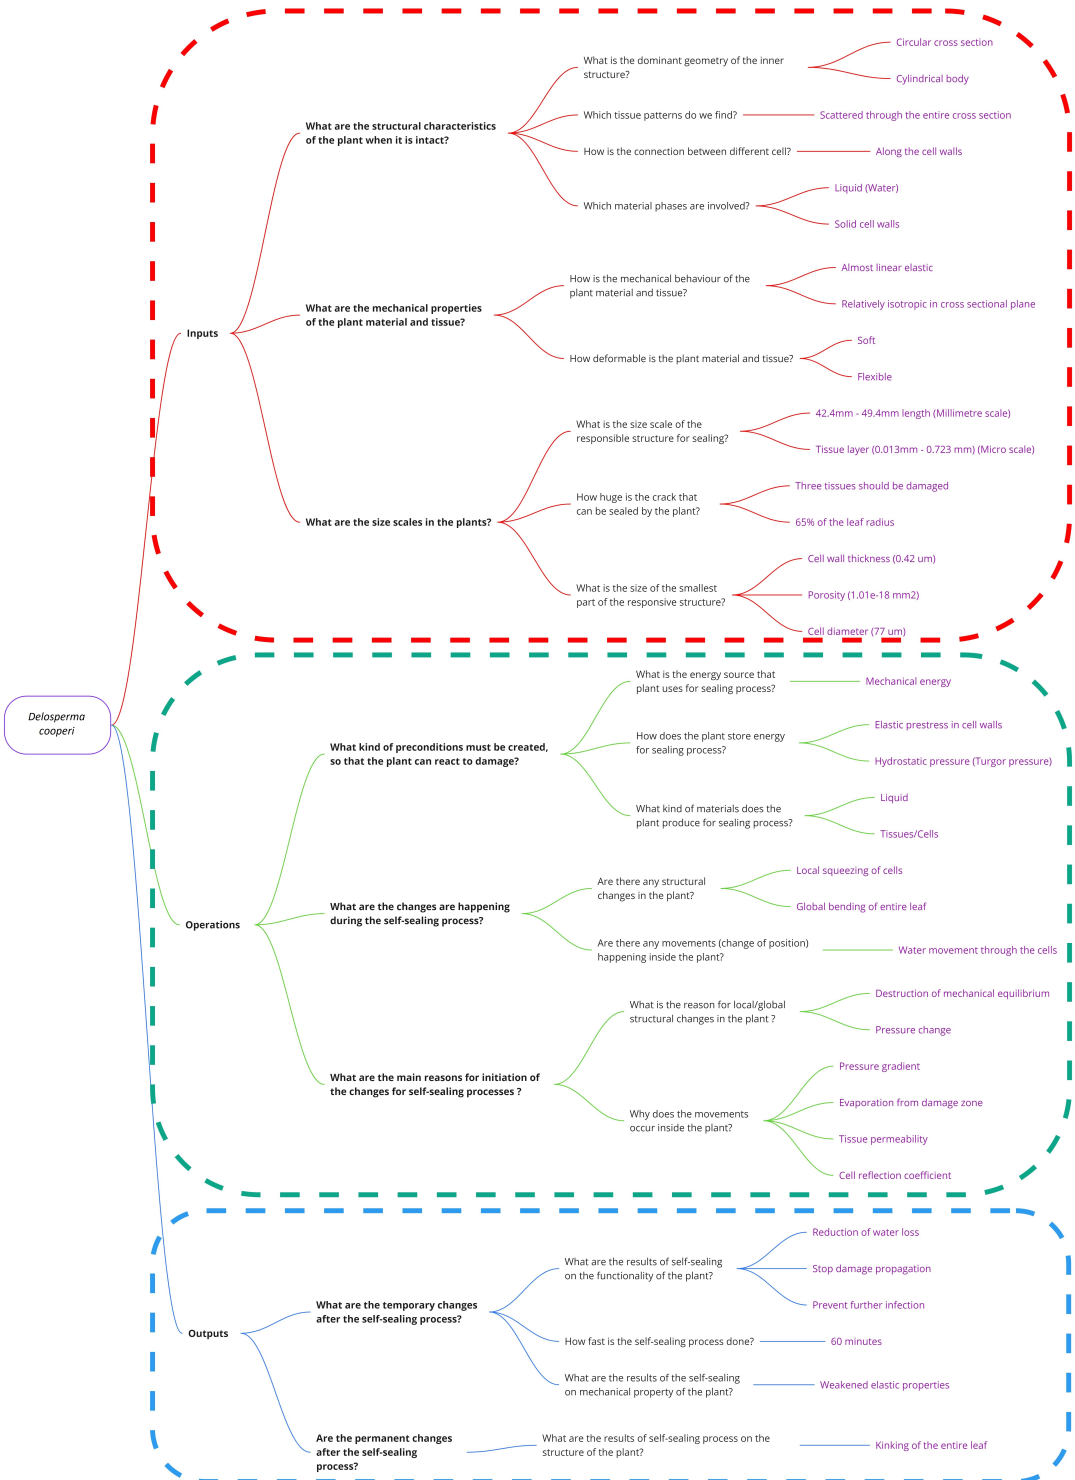 Circular cross section
What is the dominant geometry of the inner
structure?
Cylindrical body
Which tissue patterns do we find?
Scattered through the entire cross section
What are the structural characteristics
of the plant when it is intact?
How is the connection between different cell?
Along the cell walls
Liquid (Water)
Which material phases are involved?
Solid cell walls
Almost linear elastic
How is the mechanical behaviour of the
plant material and tissue?
Relatively isotropic in cross sectional plane
What are the mechanical properties
of the plant material and tissue?
Inputs
Soft
How deformable is the plant material and tissue?
Flexible
42.4mm - 49.4mm length (Millimetre scale)
What is the size scale of the
responsible structure for sealing?
Tissue layer (0.013mm - 0.723 mm) (Micro scale)
Three tissues should be damaged
How huge is the crack that
can be sealed by the plant?
65% of the leaf radius
What are the size scales in the plants?
Cell wall thickness (0.42 um)
What is the size of the smallest
part of the responsive structure?
Porosity (1.01e-18 mm2)
Cell diameter (77 um)
What is the energy source that
plant uses for sealing process?
Mechanical energy
Delosperma
cooperi
Elastic prestress in cell walls
How does the plant store energy
for sealing process?
Hydrostatic pressure (Turgor pressure)
What kind of preconditions must be created,
so that the plant can react to damage?
Liquid
What kind of materials does the
plant produce for sealing process?
Tissues/Cells
Local squeezing of cells
Are there any structural
changes in the plant?
Global bending of entire leaf
What are the changes are happening
during the self-sealing process?
Operations
Are there any movements (change of position)
happening inside the plant?
Water movement through the cells
Destruction of mechanical equilibrium
What is the reason for local/global
structural changes in the plant ?
Pressure change
What are the main reasons for initiation of
the changes for self-sealing processes ?
Pressure gradient
Evaporation from damage zone
Why does the movements
occur inside the plant?
Tissue permeability
Cell reflection coefficient
Reduction of water loss
What are the results of self-sealing
on the functionality of the plant?
Stop damage propagation
Prevent further infection
What are the temporary changes
after the self-sealing process?
Outputs
How fast is the self-sealing process done?
60 minutes
What are the results of the self-sealing
on mechanical property of the plant?
Weakened elastic properties
Are the permanent changes
after the self-sealing
process?
What are the results of self-sealing process on the
structure of the plant?
Kinking of the entire leaf